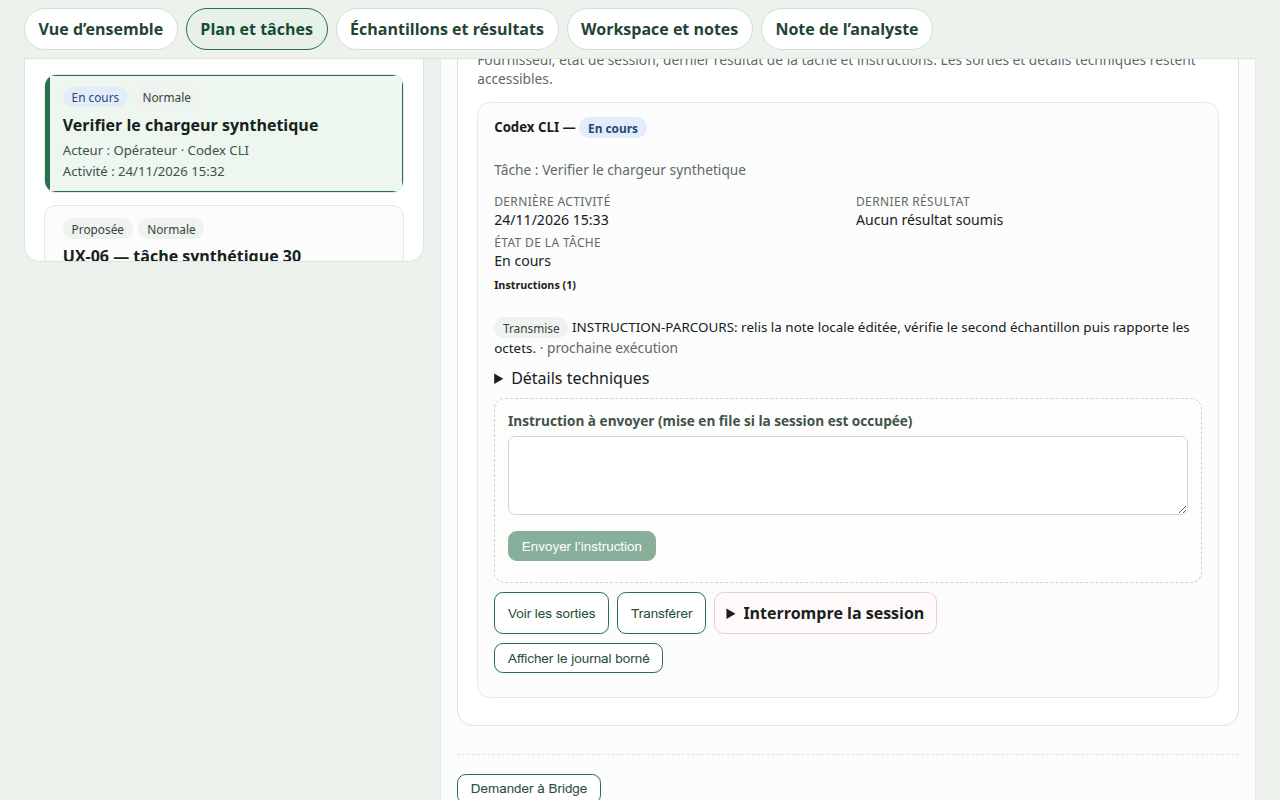 Vue d’ensemble
Plan et tâches
Échantillons et résultats
Workspace et notes
Note de l’analyste
En cours
Normale
Verifier le chargeur synthetique
Acteur : Opérateur · Codex CLI
Activité : 24/11/2026 15:32
Proposée
Normale
UX-06 — tâche synthétique 30
Fournisseur, état de session, dernier résultat de la tâche et instructions. Les sorties et détails techniques restent
accessibles.
Codex CLI — En cours
Tâche : Verifier le chargeur synthetique
DERNIÈRE ACTIVITÉ
24/11/2026 15:33
DERNIER RÉSULTAT
Aucun résultat soumis
ÉTAT DE LA TÂCHE
En cours
Instructions (1)
Transmise INSTRUCTION-PARCOURS: relis la note locale éditée, vérifie le second échantillon puis rapporte les
octets. · prochaine exécution
Détails techniques
Instruction à envoyer (mise en file si la session est occupée)
Envoyer l’instruction
Voir les sorties
Transférer
Interrompre la session
Afficher le journal borné
Demander à Bridge